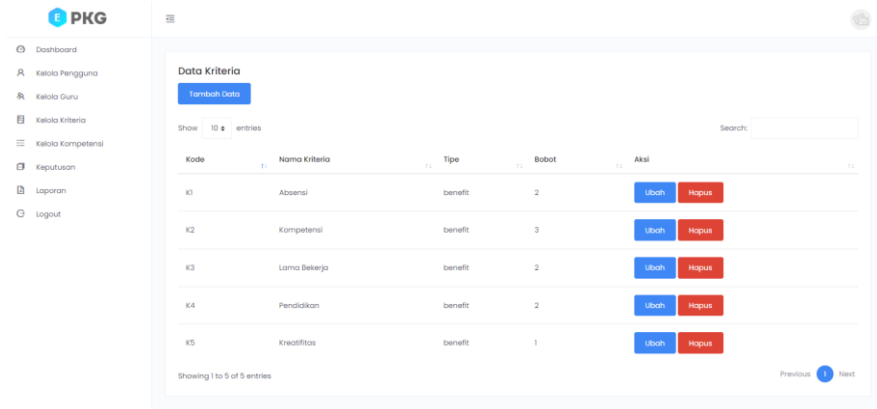 E PKG
Dashboard
Kelola Pengguna
Kelola Guru
Kelola Kriteria
Kelola Kompetensi
Keputusan
Laporan
Logout
Data Kriteria
Tambah Data
Show 10 entries
Search:
Kode Nama Kriteria Tipe Bobot Aksi
K1 Absensi benefit 2 Ubah Hapus
K2 Kompetensi benefit 3 Ubah Hapus
K3 Lama Bekerja benefit 2 Ubah Hapus
K4 Pendidikan benefit 2 Ubah Hapus
K5 Kreatifitas benefit 1 Ubah Hapus
Showing 1 to 5 of 5 entries
Previous 1 Next